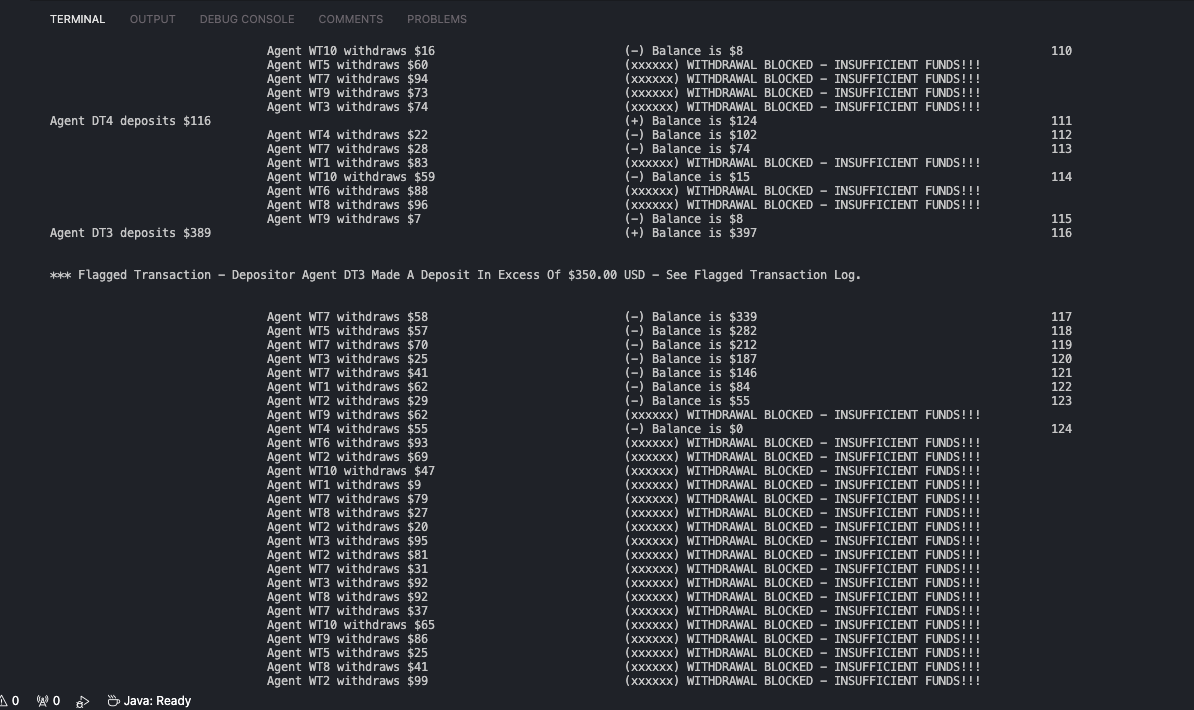 TERMINAL OUTPUT DEBUG CONSOLE COMMENTS PROBLEMS
Agent WT10 withdraws $16 (-) Balance is $8 110
Agent WT5 withdraws $60 (xxxxxx) WITHDRAWAL BLOCKED - INSUFFICIENT FUNDS!!!
Agent WT7 withdraws $94 (xxxxxx) WITHDRAWAL BLOCKED - INSUFFICIENT FUNDS!!!
Agent WT9 withdraws $73 (xxxxxx) WITHDRAWAL BLOCKED - INSUFFICIENT FUNDS!!!
Agent WT3 withdraws $74 (xxxxxx) WITHDRAWAL BLOCKED - INSUFFICIENT FUNDS!!!
Agent DT4 deposits $116 (+) Balance is $124 111
Agent WT4 withdraws $22 (-) Balance is $102 112
Agent WT7 withdraws $28 (-) Balance is $74 113
Agent WT1 withdraws $83 (xxxxxx) WITHDRAWAL BLOCKED - INSUFFICIENT FUNDS!!!
Agent WT10 withdraws $59 (-) Balance is $15 114
Agent WT6 withdraws $88 (xxxxxx) WITHDRAWAL BLOCKED - INSUFFICIENT FUNDS!!!
Agent WT8 withdraws $96 (xxxxxx) WITHDRAWAL BLOCKED - INSUFFICIENT FUNDS!!!
Agent WT9 withdraws $7 (-) Balance is $8 115
Agent DT3 deposits $389 (+) Balance is $397 116
*** Flagged Transaction - Depositor Agent DT3 Made A Deposit In Excess Of $350.00 USD - See Flagged Transaction Log.
Agent WT7 withdraws $58 (-) Balance is $339 117
Agent WT5 withdraws $57 (-) Balance is $282 118
Agent WT7 withdraws $70 (-) Balance is $212 119
Agent WT3 withdraws $25 (-) Balance is $187 120
Agent WT7 withdraws $41 (-) Balance is $146 121
Agent WT1 withdraws $62 (-) Balance is $84 122
Agent WT2 withdraws $29 (-) Balance is $55 123
Agent WT9 withdraws $62 (xxxxxx) WITHDRAWAL BLOCKED - INSUFFICIENT FUNDS!!!
Agent WT4 withdraws $55 (-) Balance is $0 124
Agent WT6 withdraws $93 (xxxxxx) WITHDRAWAL BLOCKED - INSUFFICIENT FUNDS!!!
Agent WT2 withdraws $69 (xxxxxx) WITHDRAWAL BLOCKED - INSUFFICIENT FUNDS!!!
Agent WT10 withdraws $47 (xxxxxx) WITHDRAWAL BLOCKED - INSUFFICIENT FUNDS!!!
Agent WT1 withdraws $9 (xxxxxx) WITHDRAWAL BLOCKED - INSUFFICIENT FUNDS!!!
Agent WT7 withdraws $79 (xxxxxx) WITHDRAWAL BLOCKED - INSUFFICIENT FUNDS!!!
Agent WT8 withdraws $27 (xxxxxx) WITHDRAWAL BLOCKED - INSUFFICIENT FUNDS!!!
Agent WT2 withdraws $20 (xxxxxx) WITHDRAWAL BLOCKED - INSUFFICIENT FUNDS!!!
Agent WT3 withdraws $95 (xxxxxx) WITHDRAWAL BLOCKED - INSUFFICIENT FUNDS!!!
Agent WT2 withdraws $81 (xxxxxx) WITHDRAWAL BLOCKED - INSUFFICIENT FUNDS!!!
Agent WT7 withdraws $31 (xxxxxx) WITHDRAWAL BLOCKED - INSUFFICIENT FUNDS!!!
Agent WT3 withdraws $92 (xxxxxx) WITHDRAWAL BLOCKED - INSUFFICIENT FUNDS!!!
Agent WT8 withdraws $92 (xxxxxx) WITHDRAWAL BLOCKED - INSUFFICIENT FUNDS!!!
Agent WT7 withdraws $37 (xxxxxx) WITHDRAWAL BLOCKED - INSUFFICIENT FUNDS!!!
Agent WT10 withdraws $65 (xxxxxx) WITHDRAWAL BLOCKED - INSUFFICIENT FUNDS!!!
Agent WT9 withdraws $86 (xxxxxx) WITHDRAWAL BLOCKED - INSUFFICIENT FUNDS!!!
Agent WT5 withdraws $25 (xxxxxx) WITHDRAWAL BLOCKED - INSUFFICIENT FUNDS!!!
Agent WT8 withdraws $41 (xxxxxx) WITHDRAWAL BLOCKED - INSUFFICIENT FUNDS!!!
Agent WT2 withdraws $99 (xxxxxx) WITHDRAWAL BLOCKED - INSUFFICIENT FUNDS!!!
0 0 Java: Ready